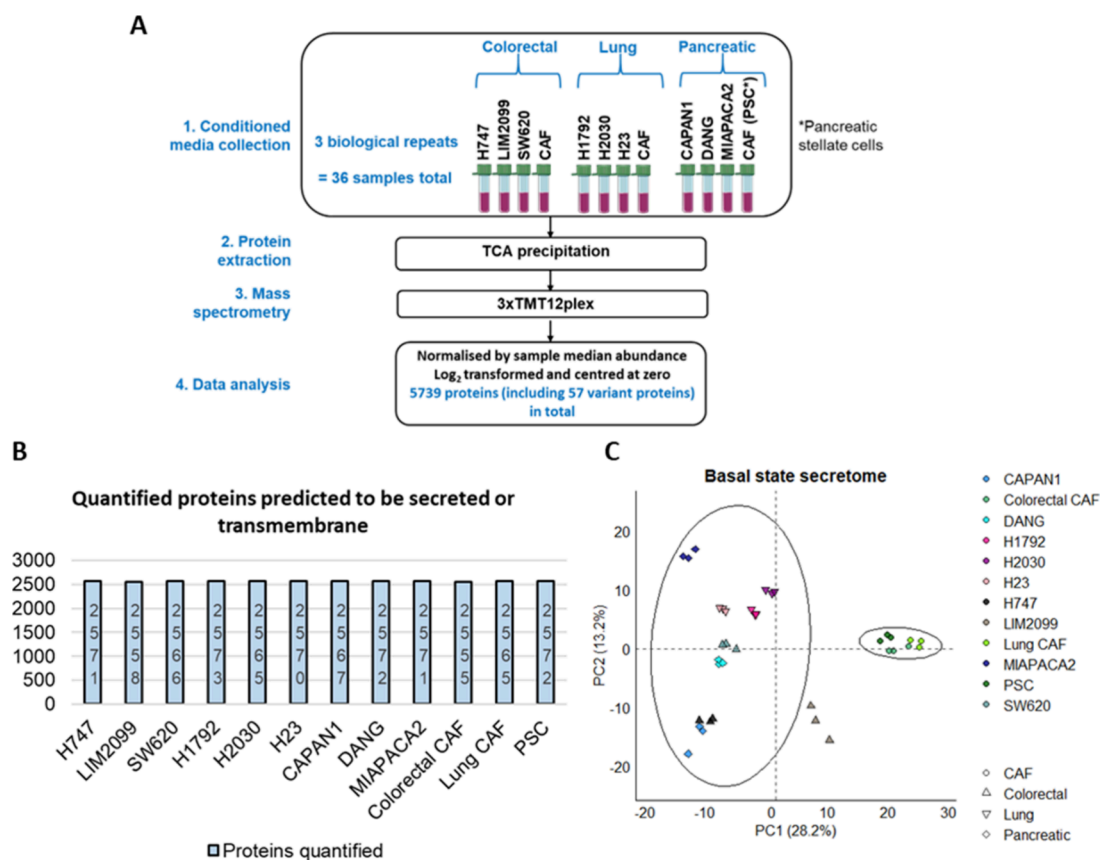 A
Colorectal
Lung
Pancreatic
1. Conditioned
media collection
3 biological repeats
= 36 samples total
H747
LIM2099
SW620
CAF
H1792
H2030
H23
CAF
CAPAN1
DANG
MIAPACA2
CAF (PSC*)
*Pancreatic
stellate cells
2. Protein
extraction
TCA precipitation
3. Mass
spectrometry
3xTMT12plex
4. Data analysis
Normalised by sample median abundance
Log2 transformed and centred at zero
5739 proteins (including 57 variant proteins)
in total
B
Quantified proteins predicted to be secreted or
transmembrane
3000
2500
2000
1500
1000
500
0
2571
2558
2566
2573
2565
2570
2567
2572
2571
2555
2565
2572
H747
LIM2099
SW620
H1792
H2030
H23
CAPAN1
DANG
MIAPACA2
Colorectal CAF
Lung CAF
PSC
Proteins quantified
C
Basal state secretome
PC2 (13.2%)
20
10
0
-10
-20
-20
-10
0
10
20
30
PC1 (28.2%)
CAPAN1
Colorectal CAF
DANG
H1792
H2030
H23
H747
LIM2099
Lung CAF
MIAPACA2
PSC
SW620
CAF
Colorectal
Lung
Pancreatic